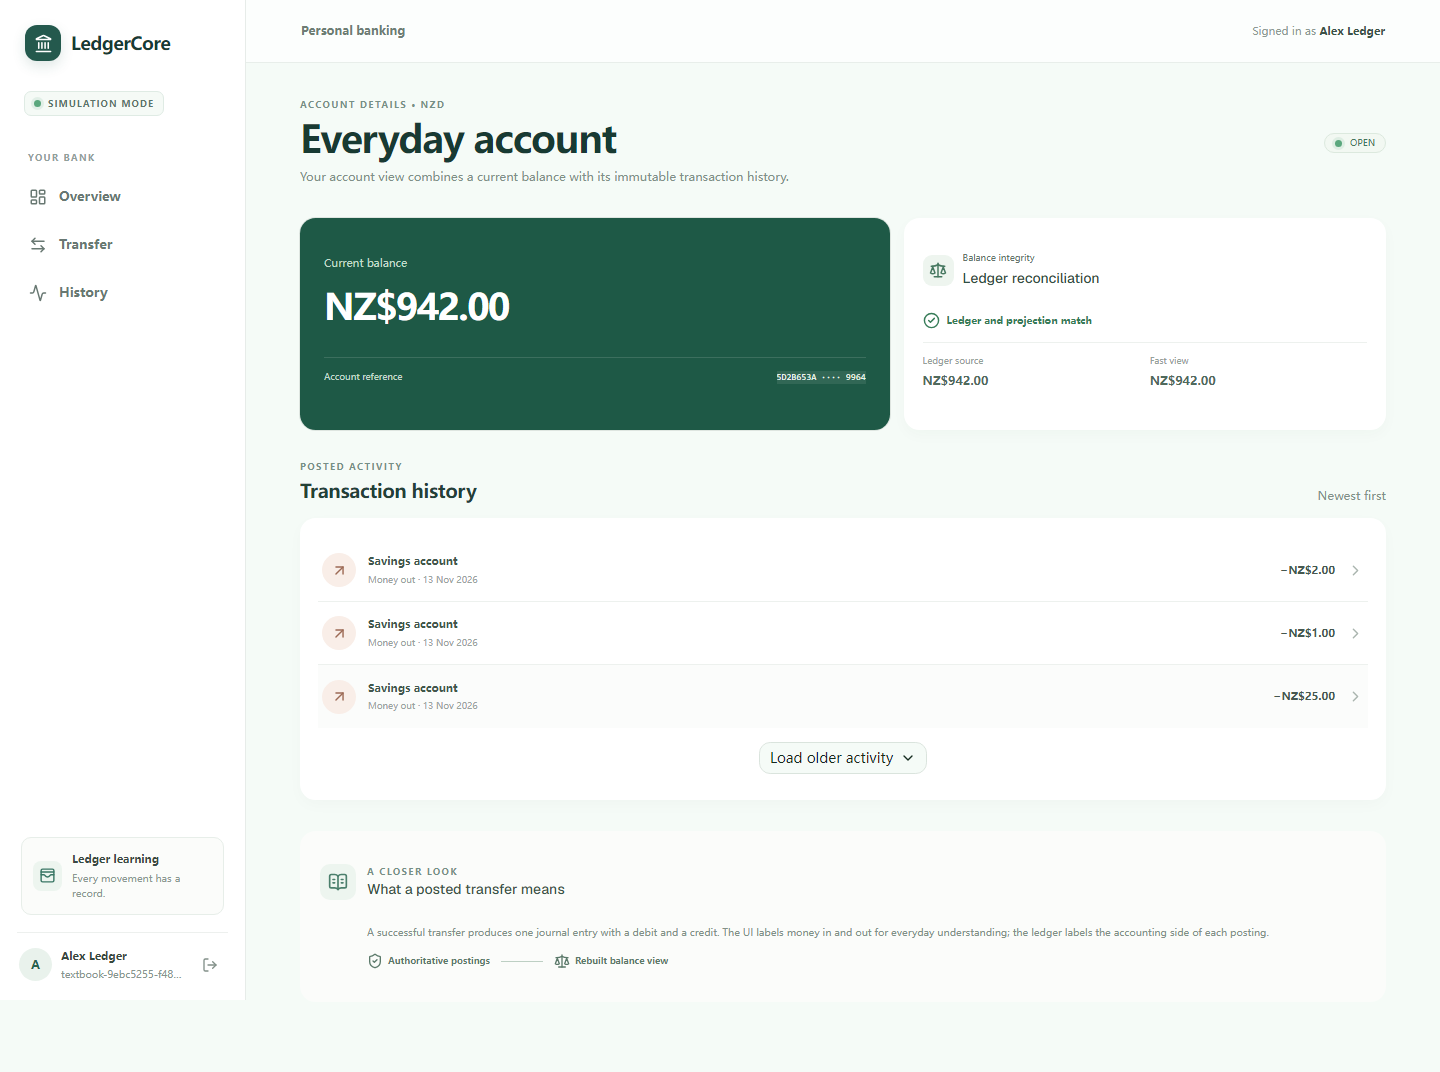 LedgerCore
SIMULATION MODE
YOUR BANK
Overview
Transfer
History
Ledger learning
Every movement has a
record.
A
Alex Ledger
textbook-9ebc5255-f48...
Personal banking
Signed in as Alex Ledger
ACCOUNT DETAILS • NZD
Everyday account
OPEN
Your account view combines a current balance with its immutable transaction history.
Current balance
NZ$942.00
Account reference
5D2B653A ···· 9964
Balance integrity
Ledger reconciliation
Ledger and projection match
Ledger source
Fast view
NZ$942.00
NZ$942.00
POSTED ACTIVITY
Transaction history
Newest first
Savings account
Money out · 13 Nov 2026
−NZ$2.00
Savings account
Money out · 13 Nov 2026
−NZ$1.00
Savings account
Money out · 13 Nov 2026
−NZ$25.00
Load older activity
A CLOSER LOOK
What a posted transfer means
A successful transfer produces one journal entry with a debit and a credit. The UI labels money in and out for everyday understanding; the ledger labels the accounting side of each posting.
Authoritative postings
Rebuilt balance view